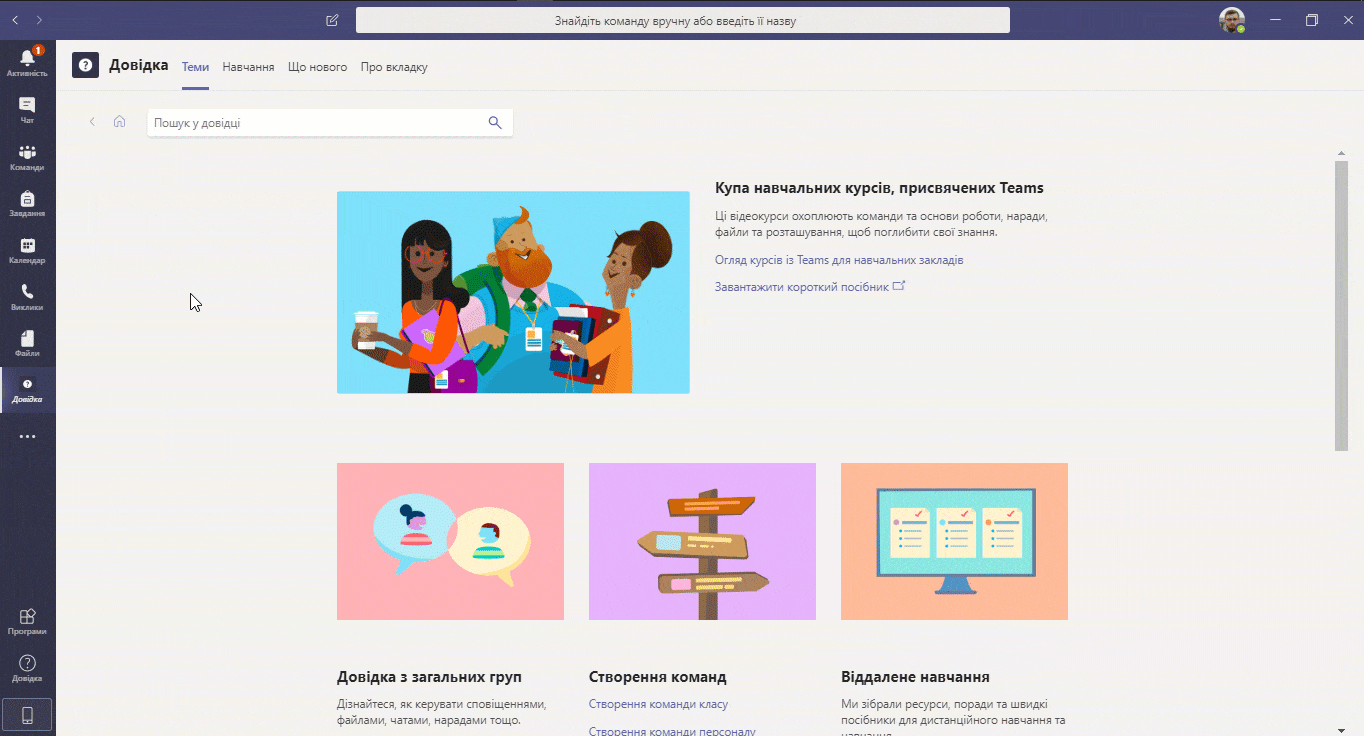 Знайдіть команду вручну або введіть її назву
1
Активність
Чат
Команди
Завдання
Календар
Виклики
Файли
Довідка
Програми
Довідка
Довідка
Теми
Навчання
Що нового
Про вкладку
Пошук у довідці
Купа навчальних курсів, присвячених Teams
Ці відеокурси охоплюють команди та основи роботи, наради,
файли та розташування, щоб поглибити свої знання.
Огляд курсів із Teams для навчальних закладів
Завантажити короткий посібник
Довідка з загальних груп
Дізнайтеся, як керувати сповіщеннями,
файлами, чатами, нарадами тощо.
Створення команд
Створення команди класу
Створення команди персоналу
Віддалене навчання
Ми зібрали ресурси, поради та швидкі
посібники для дистанційного навчання та
навчання